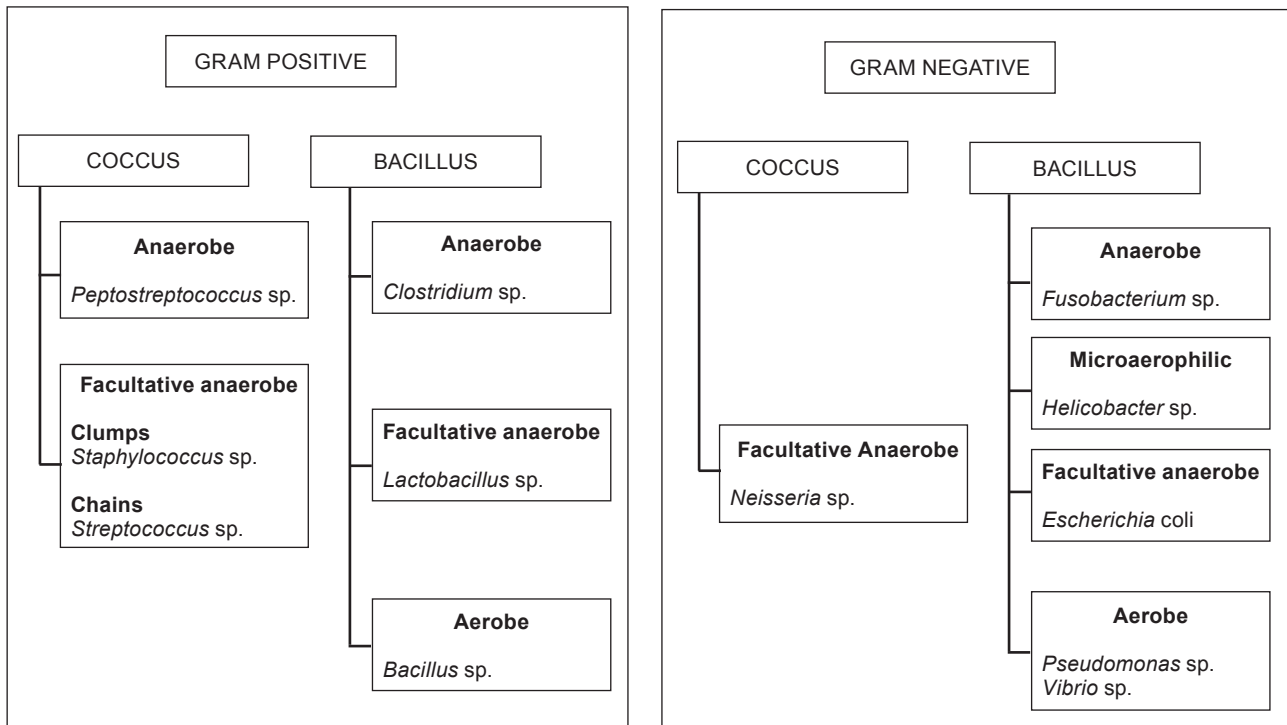 GRAM POSITIVE
COCCUS
Anaerobe
Peptostreptococcus sp.
Facultative anaerobe
Clumps
Staphylococcus sp.
Chains
Streptococcus sp.
BACILLUS
Anaerobe
Clostridium sp.
Facultative anaerobe
Lactobacillus sp.
Aerobe
Bacillus sp.
GRAM NEGATIVE
COCCUS
Facultative Anaerobe
Neisseria sp.
BACILLUS
Anaerobe
Fusobacterium sp.
Microaerophilic
Helicobacter sp.
Facultative anaerobe
Escherichia coli
Aerobe
Pseudomonas sp.
Vibrio sp.